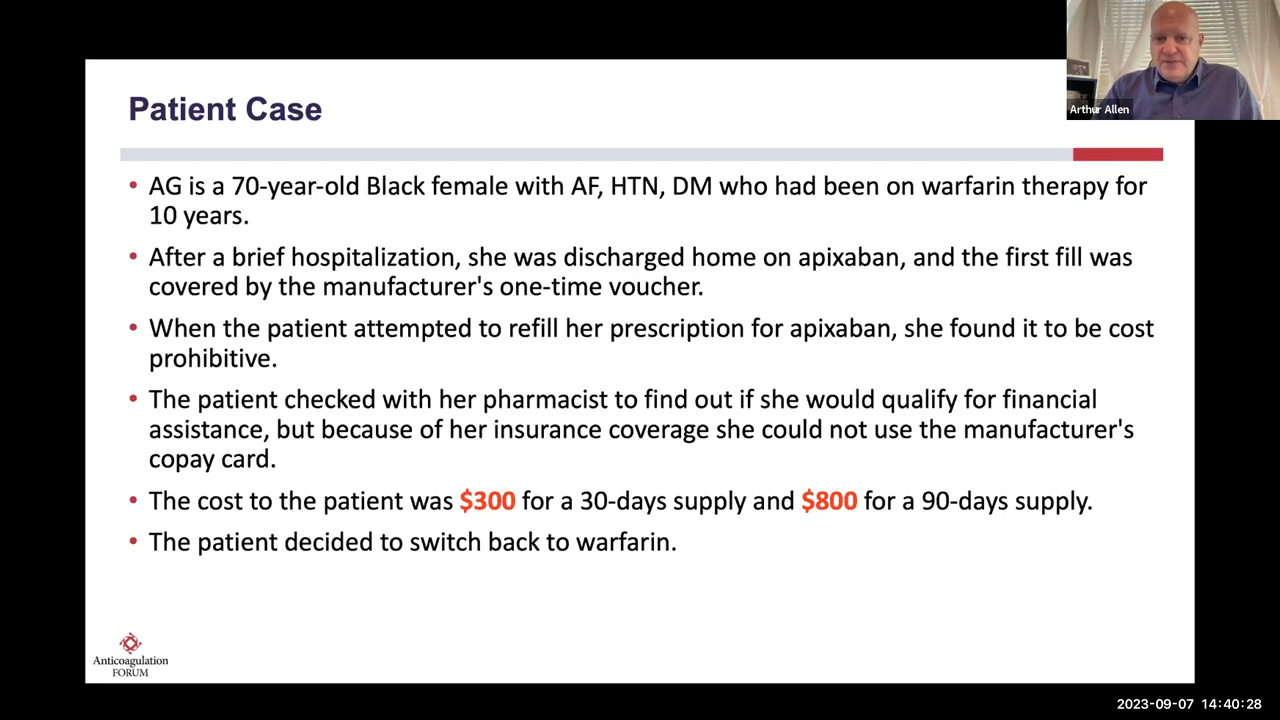 Arthur Allen
Patient Case
• AG is a 70-year-old Black female with AF, HTN, DM who had been on warfarin therapy for
10 years.
• After a brief hospitalization, she was discharged home on apixaban, and the first fill was
covered by the manufacturer's one-time voucher.
• When the patient attempted to refill her prescription for apixaban, she found it to be cost
prohibitive.
• The patient checked with her pharmacist to find out if she would qualify for financial
assistance, but because of her insurance coverage she could not use the manufacturer's
copay card.
• The cost to the patient was $300 for a 30-days supply and $800 for a 90-days supply.
• The patient decided to switch back to warfarin.
Anticoagulation
FORUM
2023-09-07 14:40:28